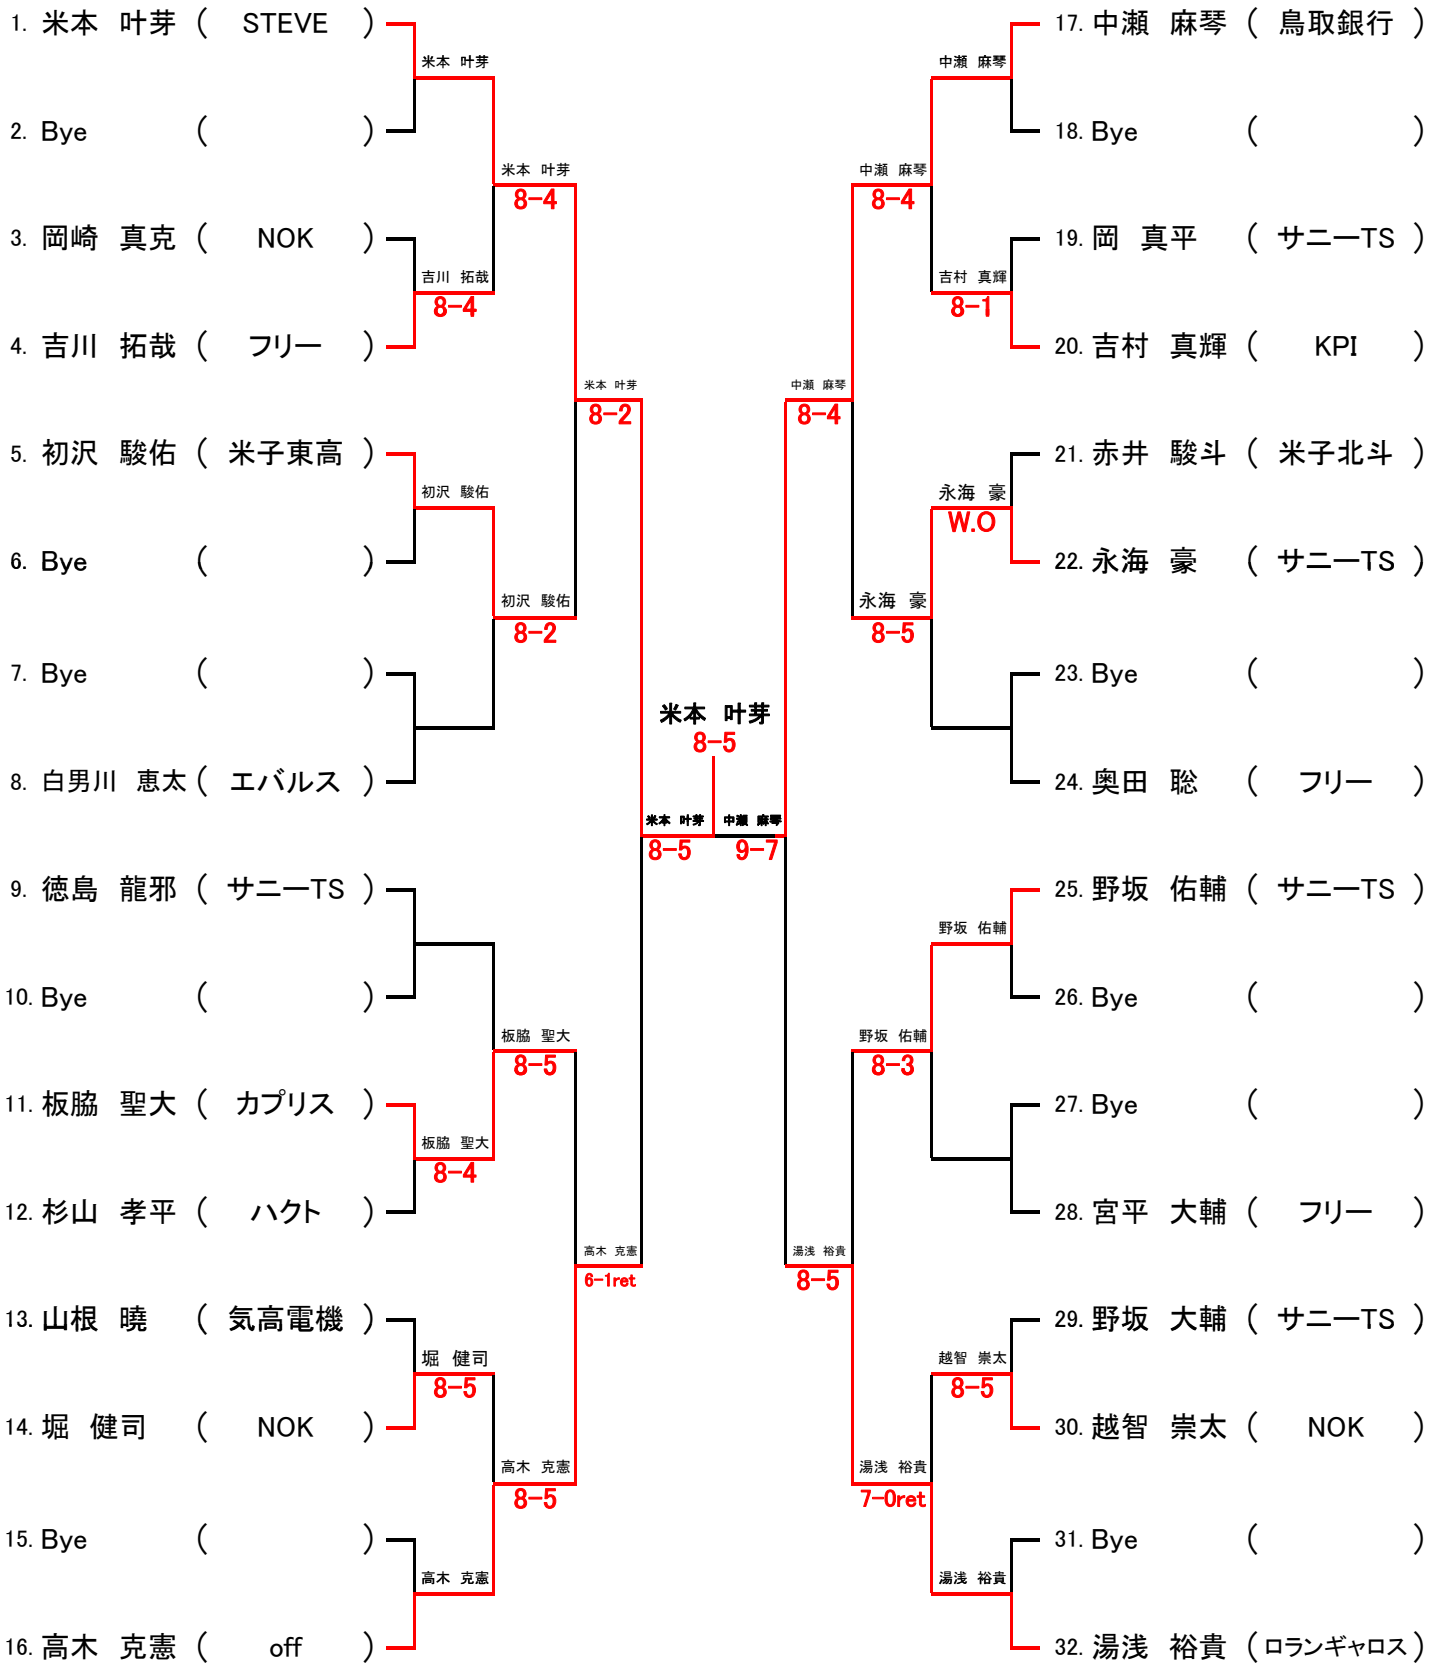 1. 米本　叶芽 ( STEVE )
米本　叶芽
2. Bye ( )
米本　叶芽
8-4
3. 岡崎　真克 ( NOK )
吉川　拓哉
8-4
4. 吉川　拓哉 ( フリー )
米本　叶芽
8-2
5. 初沢　駿佑 ( 米子東高 )
初沢　駿佑
6. Bye ( )
初沢　駿佑
8-2
7. Bye ( )
8. 白男川　恵太 ( エバルス )
米本　叶芽
8-5
米本　叶芽
8-5
中瀬　麻琴
9-7
9. 徳島　龍邪 ( サニーTS )
10. Bye ( )
板脇　聖大
8-5
11. 板脇　聖大 ( カプリス )
板脇　聖大
8-4
12. 杉山　孝平 ( ハクト )
高木　克憲
6-1ret
13. 山根　暁 ( 気高電機 )
堀　健司
8-5
14. 堀　健司 ( NOK )
高木　克憲
8-5
15. Bye ( )
高木　克憲
16. 高木　克憲 ( off )
17. 中瀬　麻琴 ( 鳥取銀行 )
中瀬　麻琴
18. Bye ( )
中瀬　麻琴
8-4
19. 岡　真平 ( サニーTS )
吉村　真輝
8-1
20. 吉村　真輝 ( KPI )
中瀬　麻琴
8-4
21. 赤井　駿斗 ( 米子北斗 )
永海　豪
W.O
22. 永海　豪 ( サニーTS )
永海　豪
8-5
23. Bye ( )
24. 奥田　聡 ( フリー )
25. 野坂　佑輔 ( サニーTS )
野坂　佑輔
26. Bye ( )
野坂　佑輔
8-3
27. Bye ( )
28. 宮平　大輔 ( フリー )
湯浅　裕貴
8-5
29. 野坂　大輔 ( サニーTS )
越智　崇太
8-5
30. 越智　崇太 ( NOK )
湯浅　裕貴
7-0ret
31. Bye ( )
湯浅　裕貴
32. 湯浅　裕貴 ( ロランギャロス )